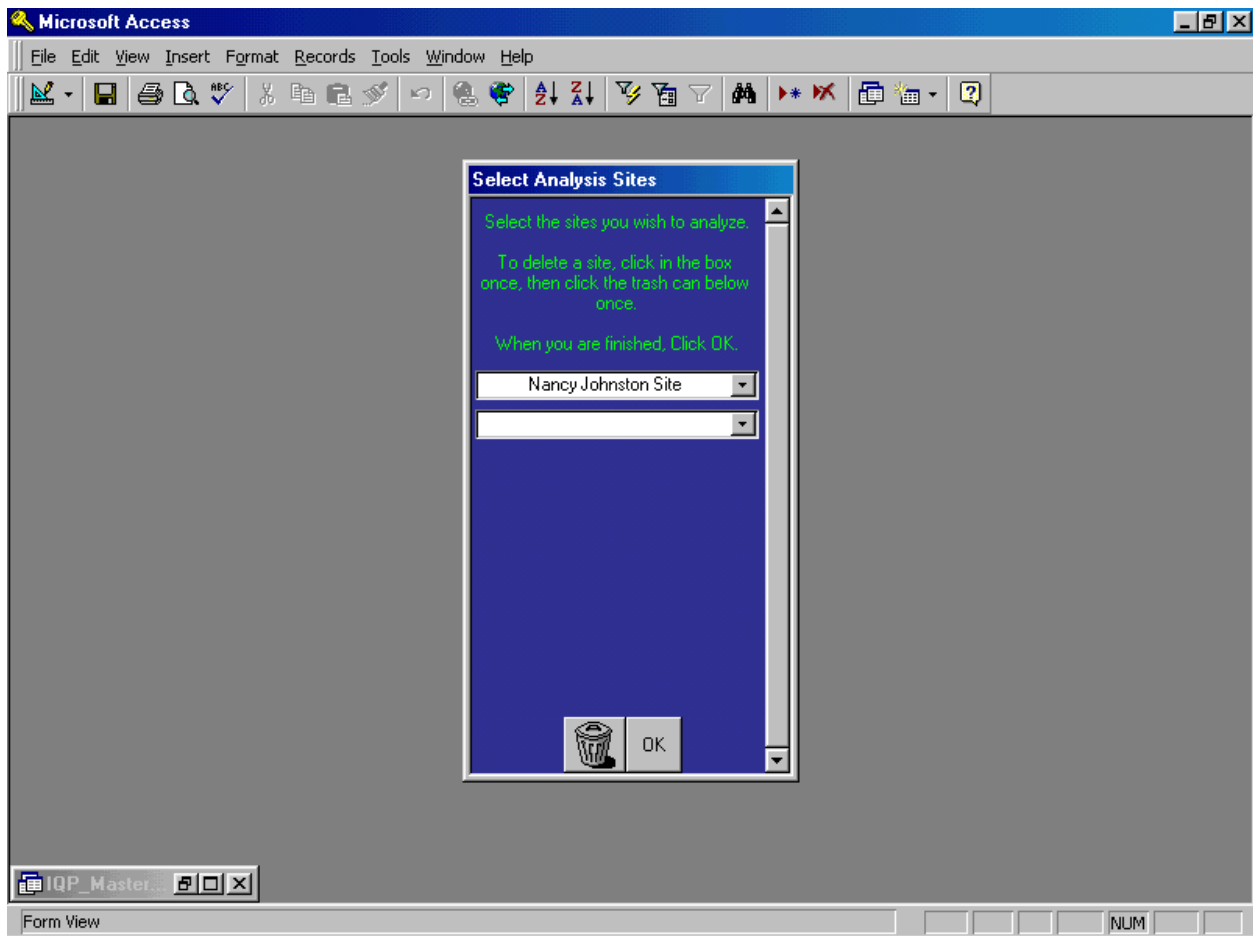 Microsoft Access
File Edit View Insert Format Records Tools Window Help
ABC
A Z
Z A
Select Analysis Sites
Select the sites you wish to analyze.
To delete a site, click in the box
once, then click the trash can below
once.
When you are finished, Click OK.
Nancy Johnston Site
OK
IQP_Master...
Form View
NUM